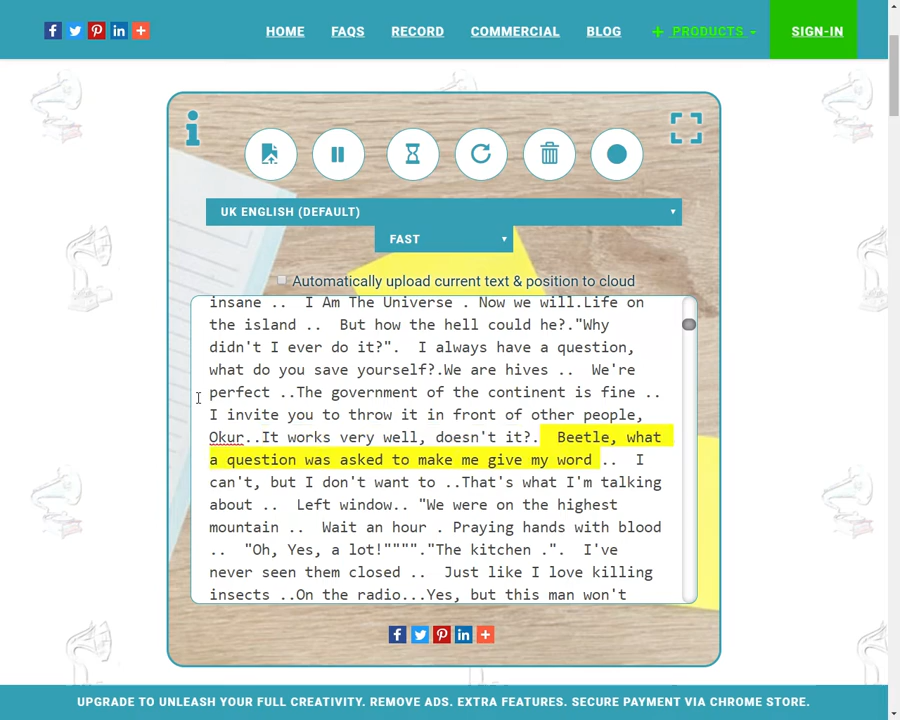 HOME FAQS RECORD COMMERCIAL BLOG + PRODUCTS SIGN-IN
UK ENGLISH (DEFAULT)
FAST
Automatically upload current text & position to cloud
insane .. I Am The Universe . Now we will.Life on
the island .. But how the hell could he?."Why
didn't I ever do it?". I always have a question,
what do you save yourself?.We are hives .. We're
perfect ..The government of the continent is fine ..
I invite you to throw it in front of other people,
Okur..It works very well, doesn't it?. Beetle, what
a question was asked to make me give my word .. I
can't, but I don't want to ..That's what I'm talking
about .. Left window.. "We were on the highest
mountain .. Wait an hour . Praying hands with blood
.. "Oh, Yes, a lot!"""."The kitchen .". I've
never seen them closed .. Just like I love killing
insects ..On the radio...Yes, but this man won't
UPGRADE TO UNLEASH YOUR FULL CREATIVITY. REMOVE ADS. EXTRA FEATURES. SECURE PAYMENT VIA CHROME STORE.